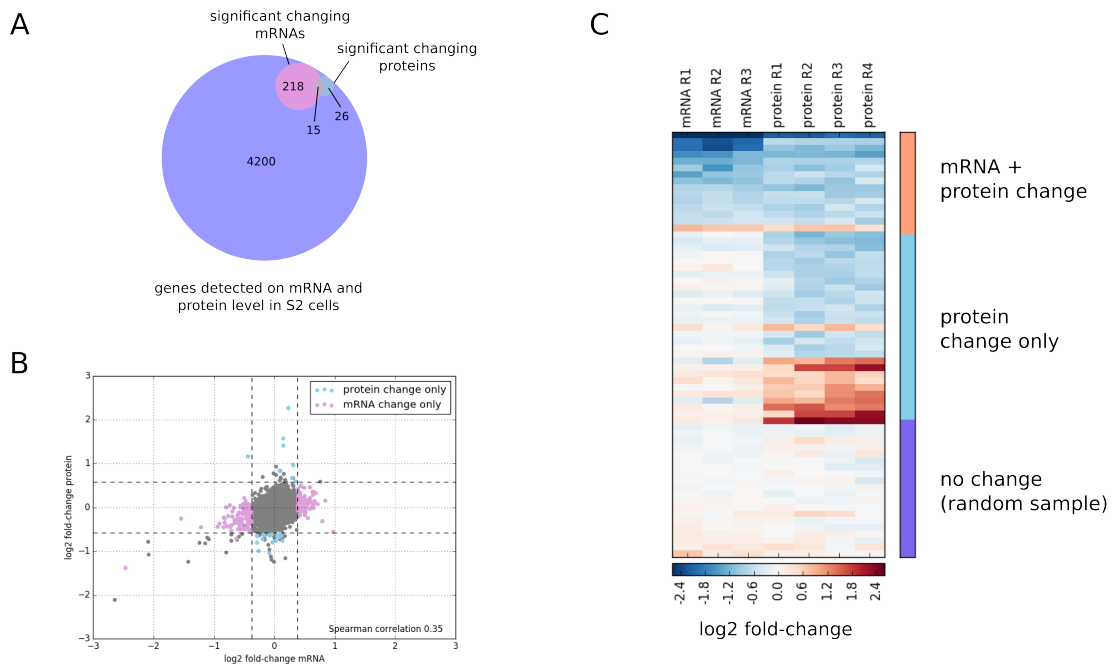 A
significant changing
mRNAs
significant changing
proteins
218
15
26
4200
genes detected on mRNA and
protein level in S2 cells
B
protein change only
mRNA change only
3
2
1
0
−1
−2
−3
−3
−2
−1
0
1
2
3
log2 fold-change protein
log2 fold-change mRNA
Spearman correlation 0.35
C
mRNA R1
mRNA R2
mRNA R3
protein R1
protein R2
protein R3
protein R4
mRNA +
protein change
protein
change only
no change
(random sample)
-2.4
-1.8
-1.2
-0.6
0.0
0.6
1.2
1.8
2.4
log2 fold-change